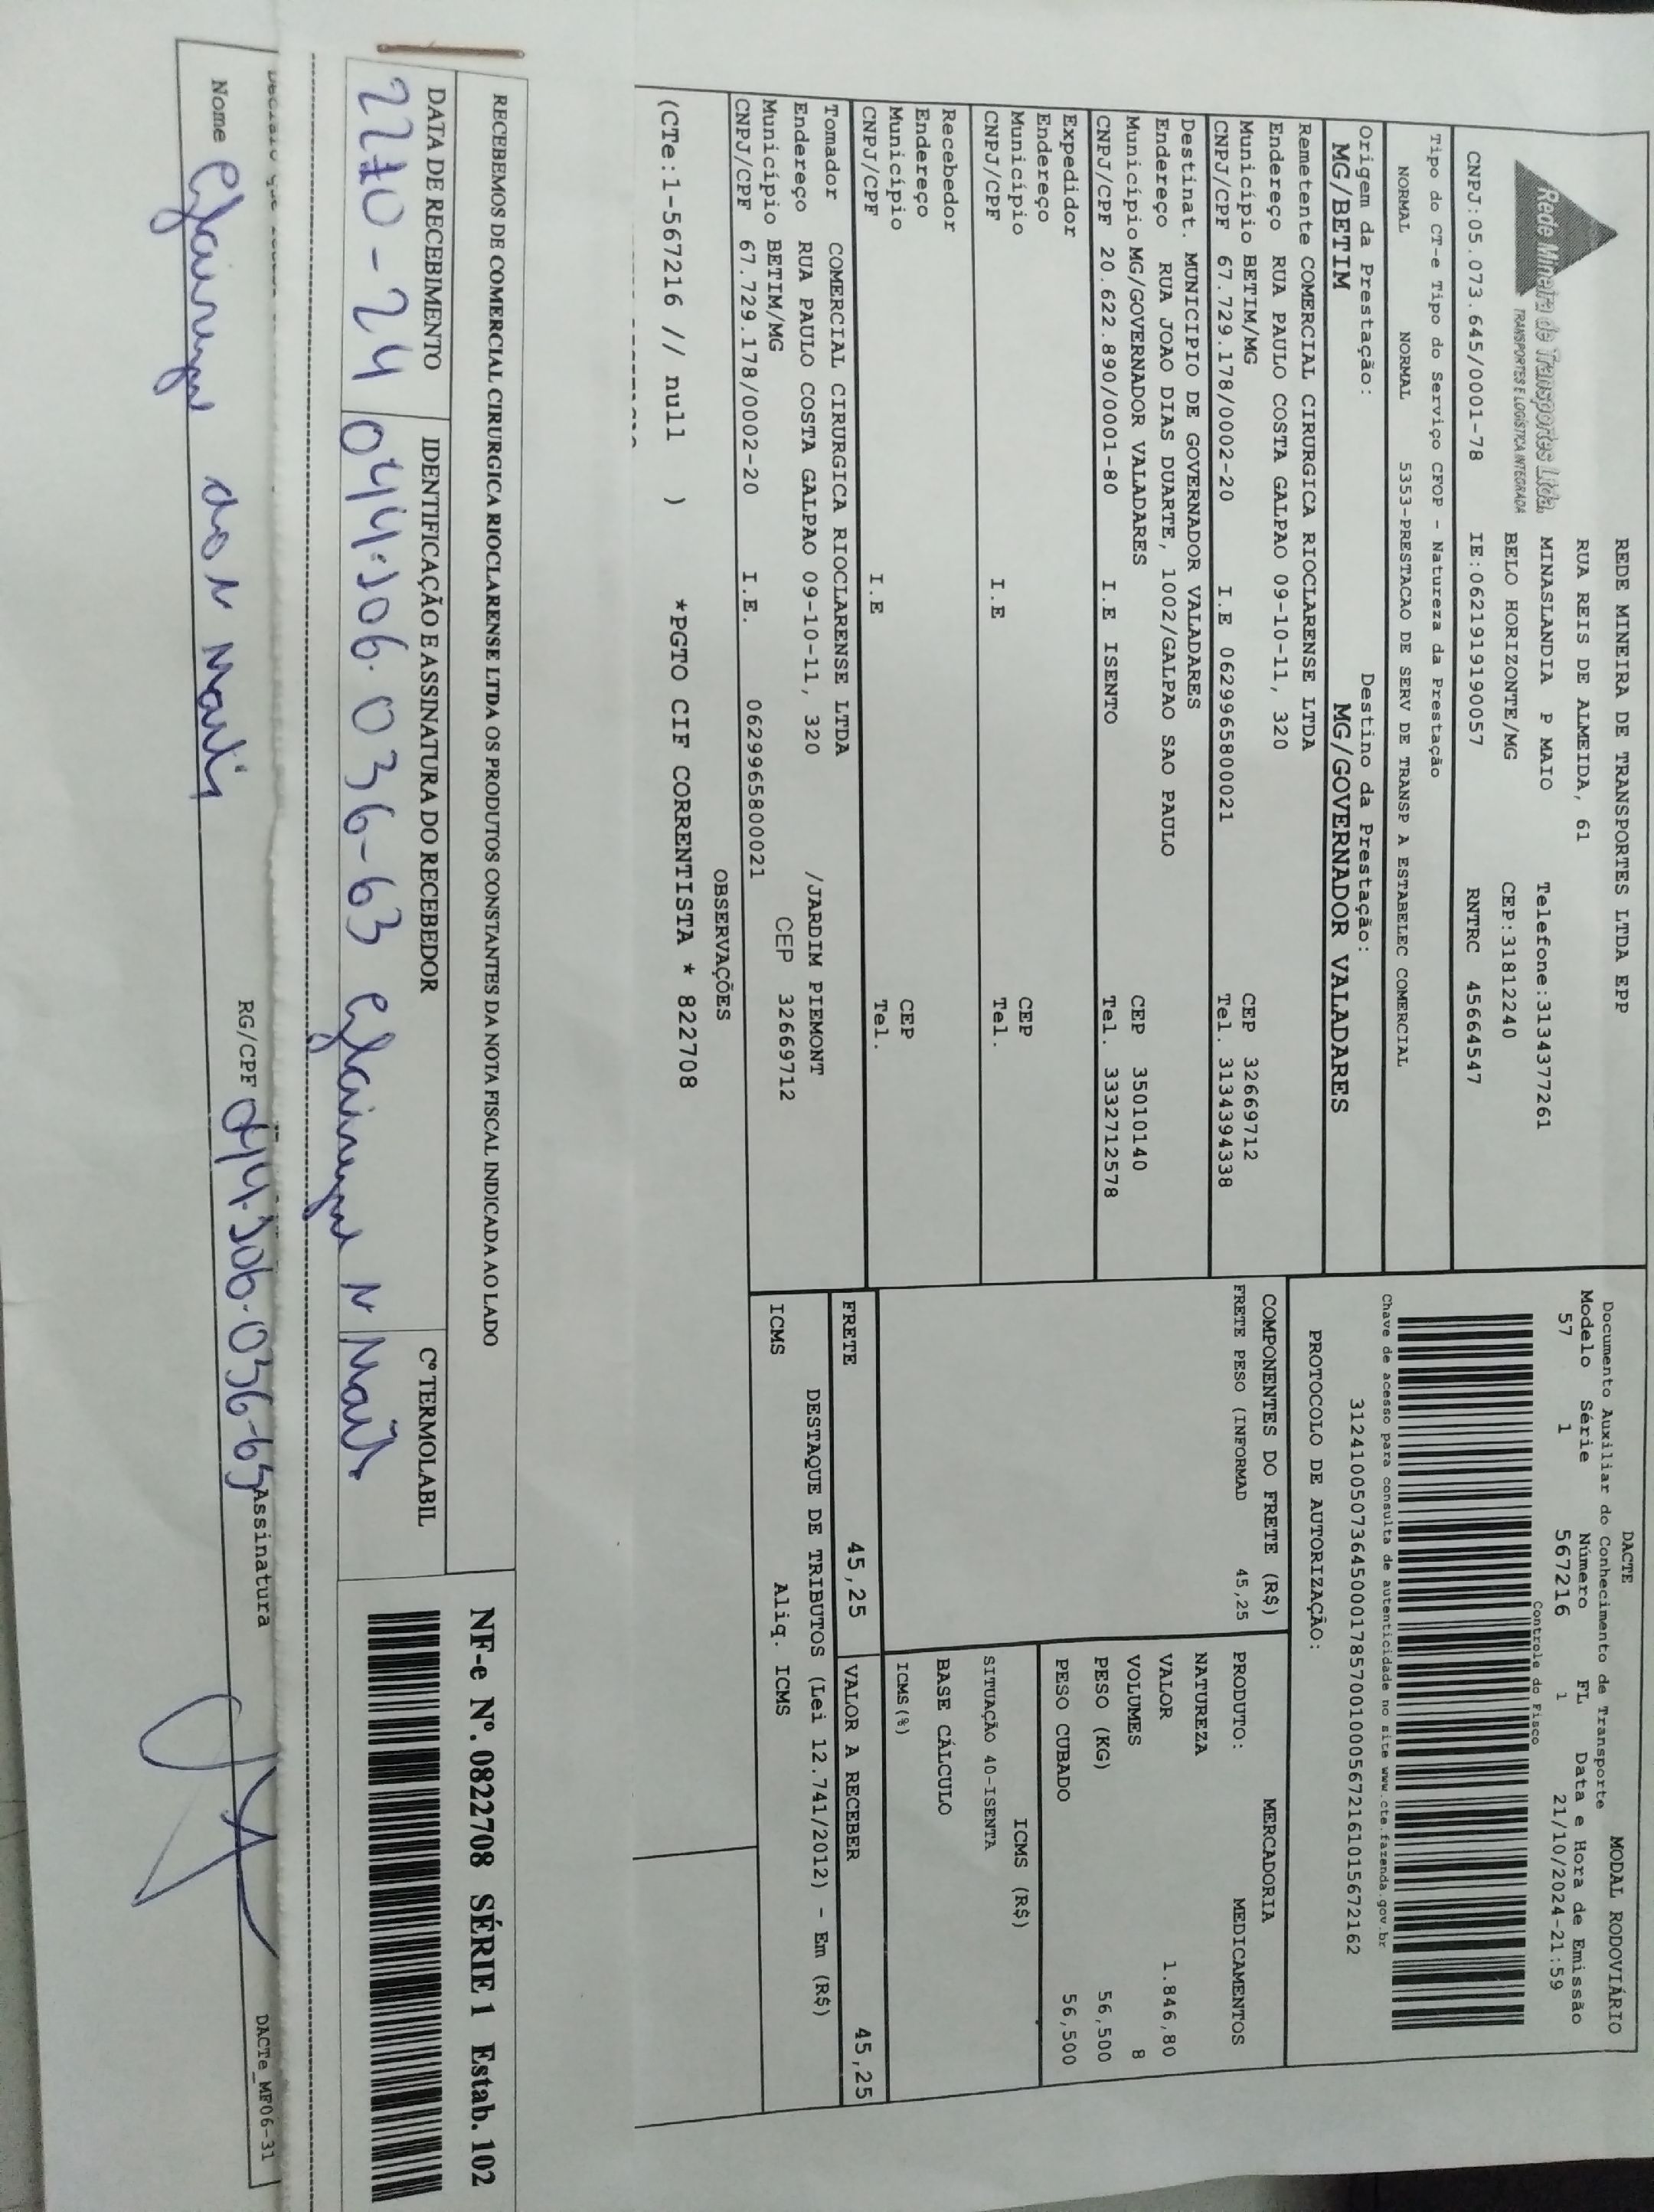 Rede Mineira de Transportes Ltda.
TRANSPORTES E LOGÍSTICA INTEGRADA
REDE MINEIRA DE TRANSPORTES LTDA EPP
RUA REIS DE ALMEIDA, 61
MINASLANDIA P MAIO Telefone:3134377261
BELO HORIZONTE/MG CEP:31812240
CNPJ:05.073.645/0001-78 IE:0621919190057 RNTRC 45664547
Tipo do CT-e Tipo do Serviço CFOP - Natureza da Prestação
NORMAL NORMAL 5353-PRESTACAO DE SERV DE TRANSP A ESTABELEC COMERCIAL
Origem da Prestação: Destino da Prestação:
MG/BETIM MG/GOVERNADOR VALADARES
Remetente COMERCIAL CIRURGICA RIOCLARENSE LTDA
Endereço RUA PAULO COSTA GALPAO 09-10-11, 320
Município BETIM/MG CEP 32669712
CNPJ/CPF 67.729.178/0002-20 I.E 0629965800021 Tel. 3134394338
Destinat. MUNICIPIO DE GOVERNADOR VALADARES
Endereço RUA JOAO DIAS DUARTE, 1002/GALPAO SAO PAULO
Município MG/GOVERNADOR VALADARES CEP 35010140
CNPJ/CPF 20.622.890/0001-80 I.E ISENTO Tel. 3332712578
Expedidor
Endereço
Município CEP
CNPJ/CPF I.E Tel.
Recebedor
Endereço
Município CEP
CNPJ/CPF I.E Tel.
Tomador COMERCIAL CIRURGICA RIOCLARENSE LTDA
Endereço RUA PAULO COSTA GALPAO 09-10-11, 320 /JARDIM PIEMONT
Município BETIM/MG CEP 32669712
CNPJ/CPF 67.729.178/0002-20 I.E. 0629965800021
OBSERVAÇÕES
(CTe:1-567216 // null ) *PGTO CIF CORRENTISTA * 822708
DACTE MODAL RODOVIÁRIO
Documento Auxiliar do Conhecimento de Transporte
Modelo Série Número FL Data e Hora de Emissão
57 1 567216 1 21/10/2024-21:59
Controle do Fisco
Chave de acesso para consulta de autenticidade no site www.cte.fazenda.gov.br
31241005073645000178570010005672161015672162
PROTOCOLO DE AUTORIZAÇÃO:
COMPONENTES DO FRETE (R$)
FRETE PESO (INFORMAD 45,25
MERCADORIA
PRODUTO: MEDICAMENTOS
NATUREZA
VALOR 1.846,80
VOLUMES 8
PESO (KG) 56,500
PESO CUBADO 56,500
ICMS (R$)
SITUAÇÃO 40-ISENTA
BASE CÁLCULO
ICMS(%)
FRETE 45,25 VALOR A RECEBER 45,25
DESTAQUE DE TRIBUTOS (Lei 12.741/2012) - Em (R$)
ICMS Aliq. ICMS
RECEBEMOS DE COMERCIAL CIRURGICA RIOCLARENSE LTDA OS PRODUTOS CONSTANTES DA NOTA FISCAL INDICADA AO LADO
DATA DE RECEBIMENTO IDENTIFICAÇÃO E ASSINATURA DO RECEBEDOR Cº TERMOLABIL
2210-24 044.106.036-63
NF-e Nº. 0822708 SÉRIE 1 Estab. 102
Nome RG/CPF 044.106.036-63 Assinatura
DACTe_MF06-31